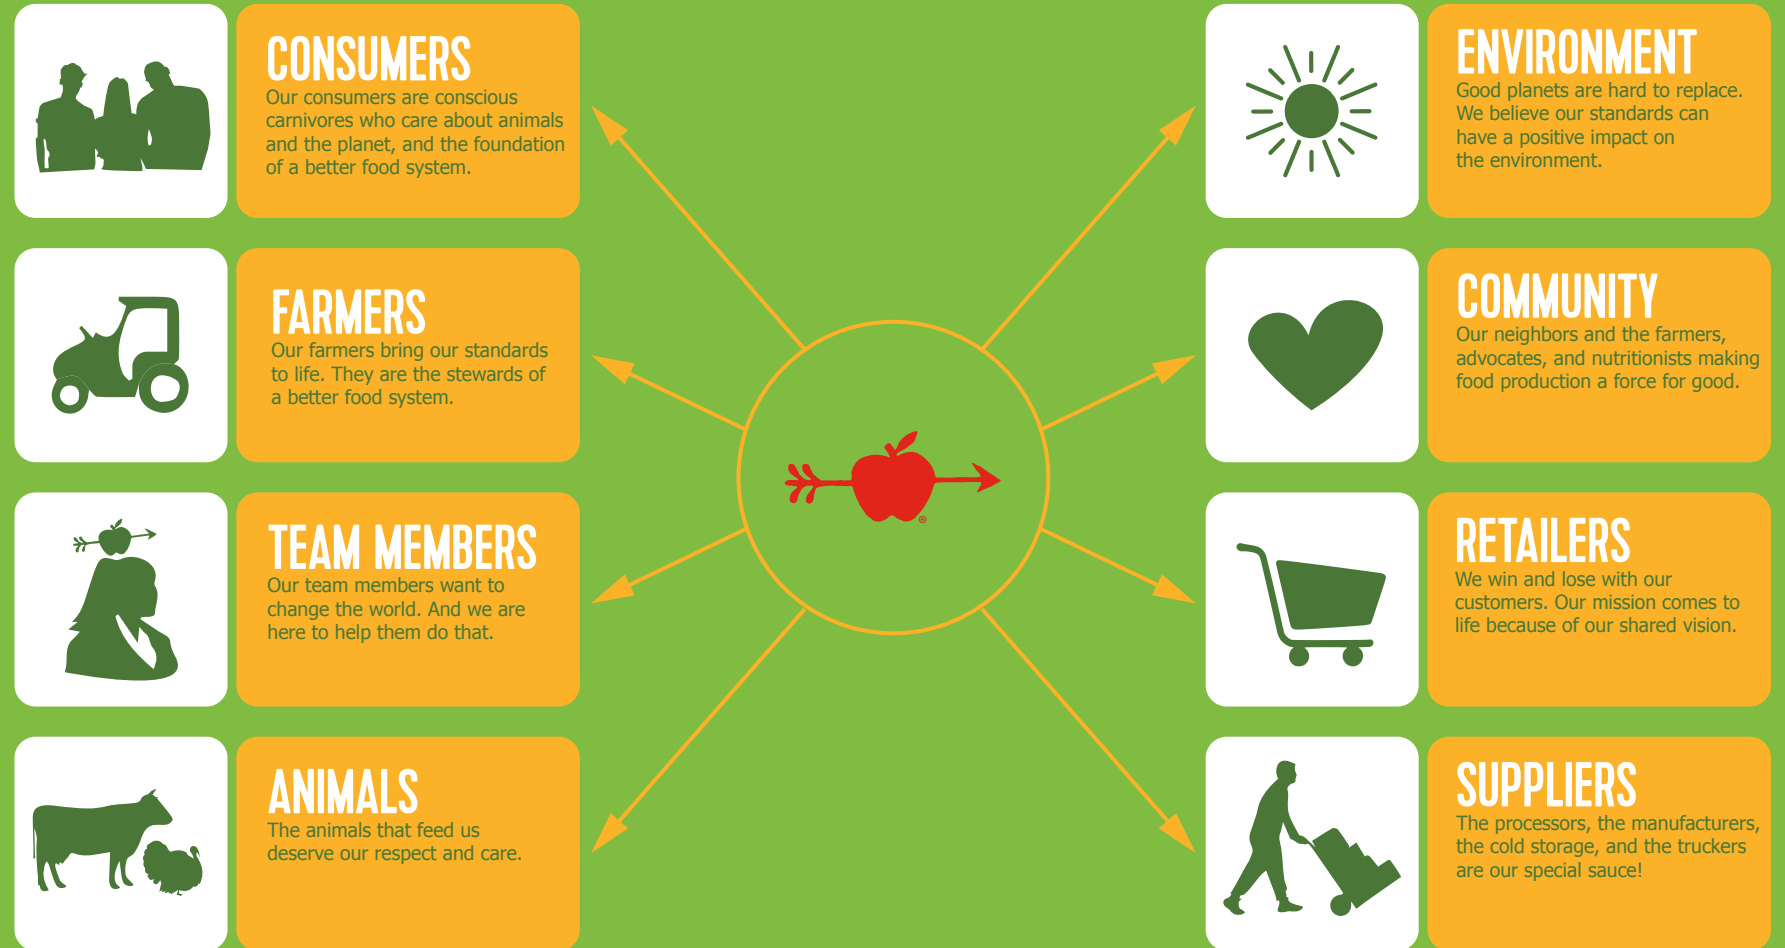 CONSUMERS
Our consumers are conscious
carnivores who care about animals
and the planet, and the foundation
of a better food system.
FARMERS
Our farmers bring our standards
to life. They are the stewards of
a better food system.
TEAM MEMBERS
Our team members want to
change the world. And we are
here to help them do that.
ANIMALS
The animals that feed us
deserve our respect and care.
®
ENVIRONMENT
Good planets are hard to replace.
We believe our standards can
have a positive impact on
the environment.
COMMUNITY
Our neighbors and the farmers,
advocates, and nutritionists making
food production a force for good.
RETAILERS
We win and lose with our
customers. Our mission comes to
life because of our shared vision.
SUPPLIERS
The processors, the manufacturers,
the cold storage, and the truckers
are our special sauce!